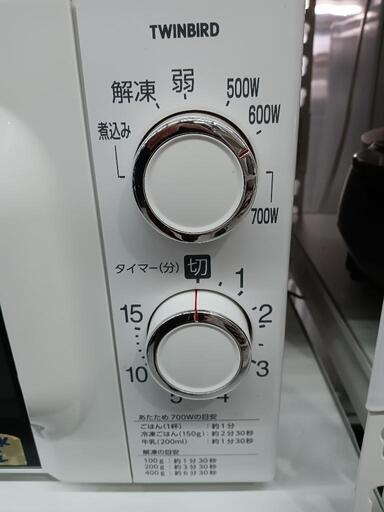 TWINBIRD
解凍 弱 500W
600W
煮込み
700W
タイマー(分) 切 1
15 2
10 3
5 4
あたため 700Wの目安
ごはん(1杯) : 約1分
冷凍ごはん(150g) : 約2分30秒
牛乳(200ml) : 約1分30秒
解凍の目安
100g : 約1分30秒
200g : 約3分30秒
400g : 約6分30秒